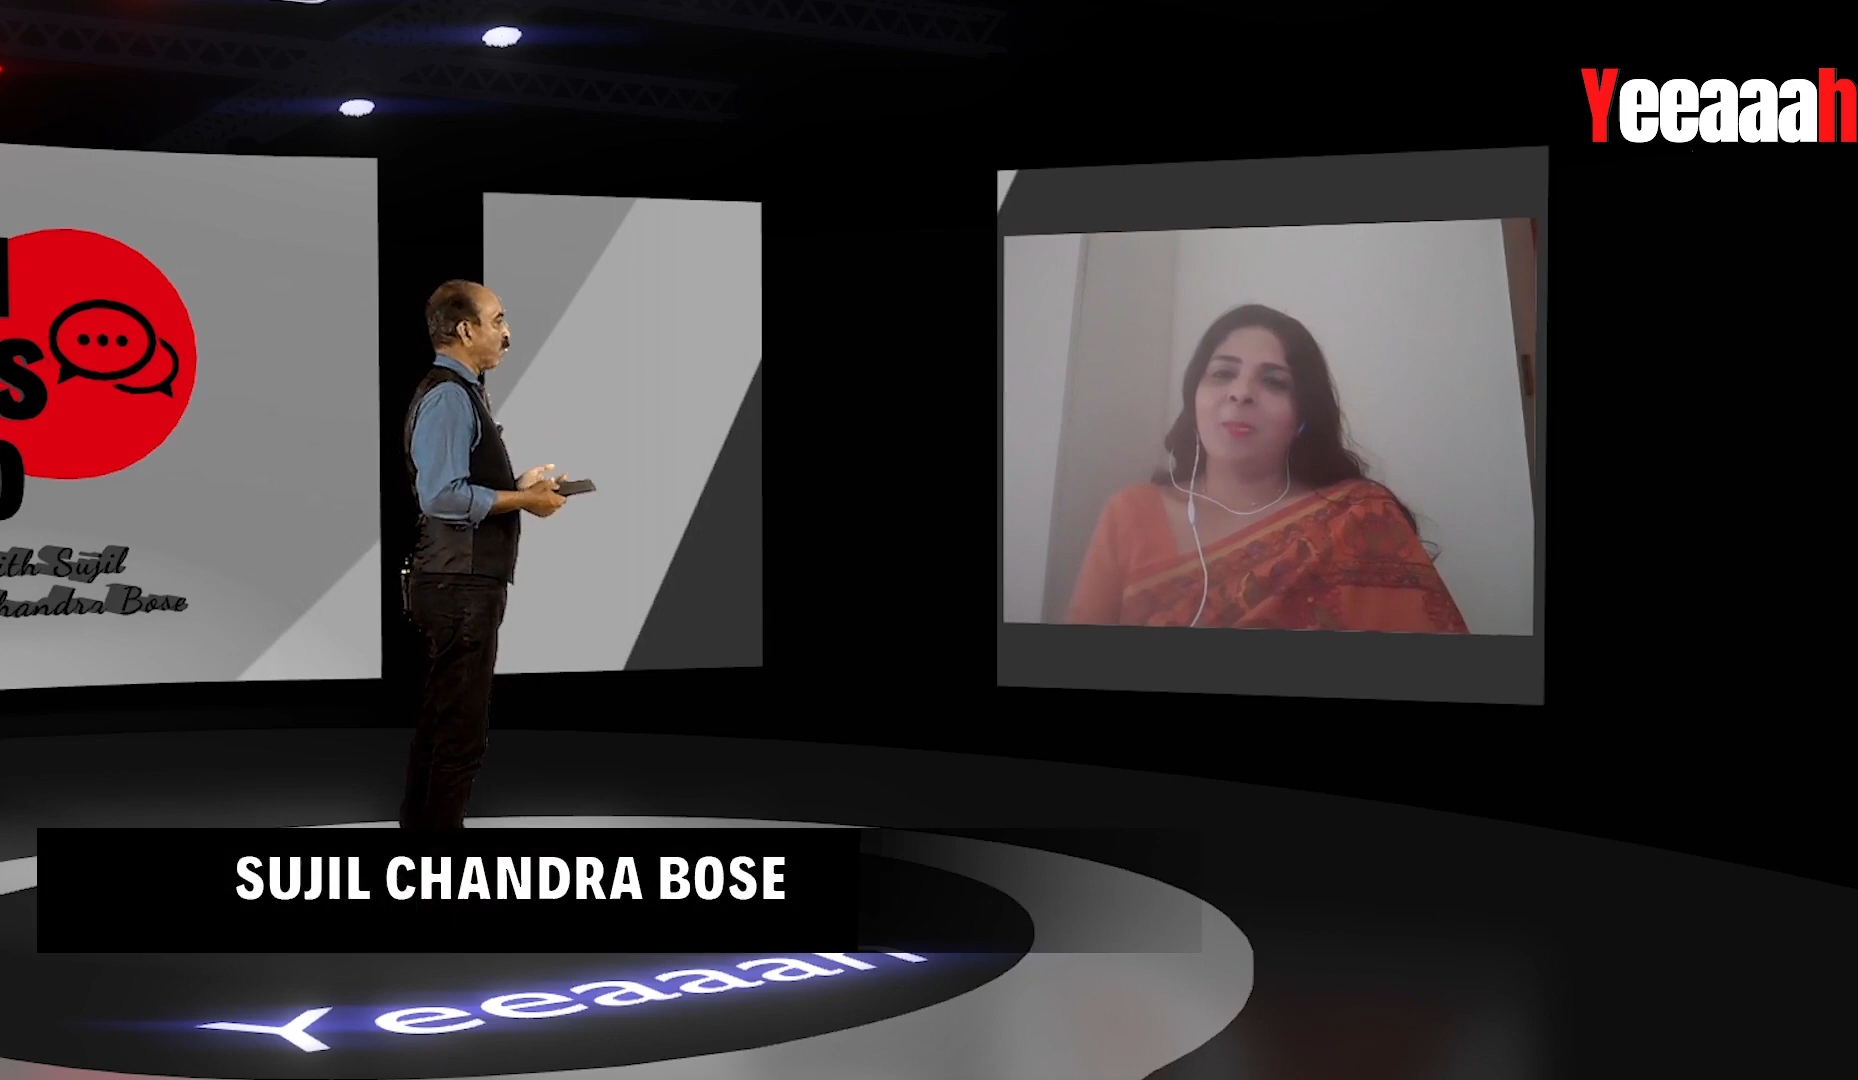 Yeeaaah
S
ith Sujil
handra Bose
SUJIL CHANDRA BOSE
Yeeaaah